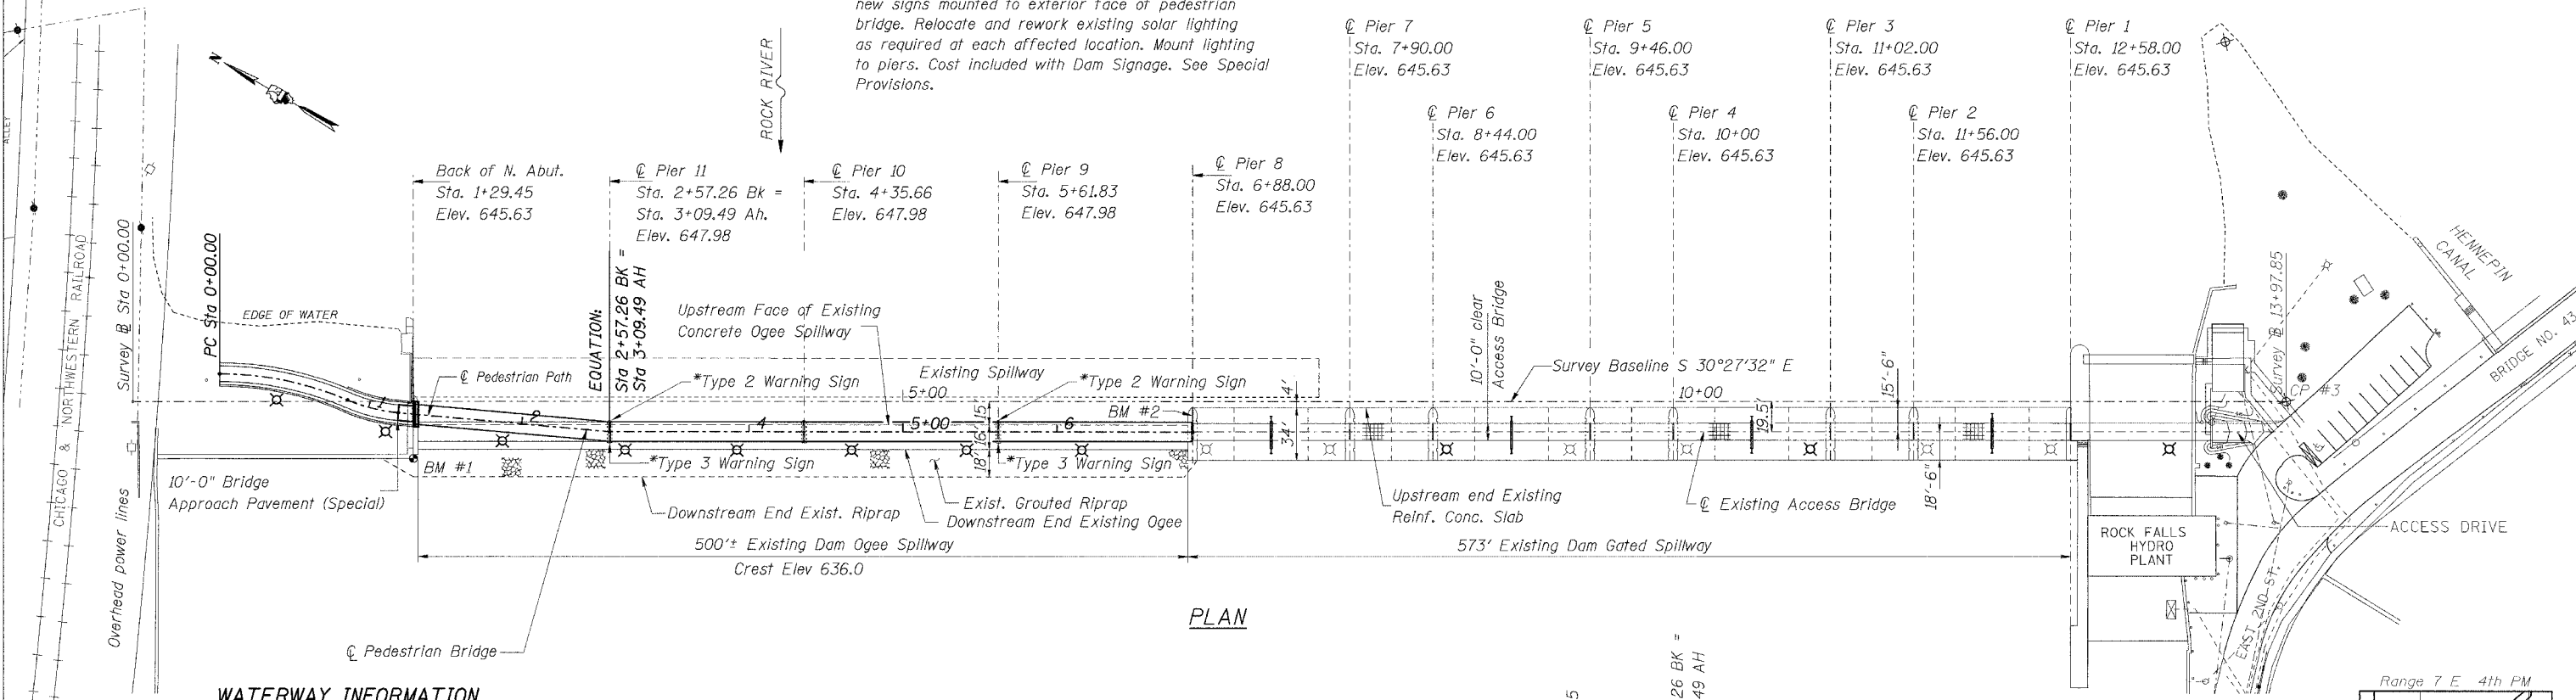 new signs mounted to exterior face of pedestrian
bridge. Relocate and rework existing solar lighting
as required at each affected location. Mount lighting
to piers. Cost included with Dam Signage. See Special
Provisions.
ROCK RIVER
N
ALLEY
CHICAGO & NORTHWESTERN RAILROAD
Overhead power lines
Survey ℄ Sta 0+00.00
PC Sta 0+00.00
EDGE OF WATER
Back of N. Abut.
Sta. 1+29.45
Elev. 645.63
℄ Pier 11
Sta. 2+57.26 Bk =
Sta. 3+09.49 Ah.
Elev. 647.98
℄ Pier 10
Sta. 4+35.66
Elev. 647.98
℄ Pier 9
Sta. 5+61.83
Elev. 647.98
℄ Pier 8
Sta. 6+88.00
Elev. 645.63
℄ Pier 7
Sta. 7+90.00
Elev. 645.63
℄ Pier 6
Sta. 8+44.00
Elev. 645.63
℄ Pier 5
Sta. 9+46.00
Elev. 645.63
℄ Pier 4
Sta. 10+00
Elev. 645.63
℄ Pier 3
Sta. 11+02.00
Elev. 645.63
℄ Pier 2
Sta. 11+56.00
Elev. 645.63
℄ Pier 1
Sta. 12+58.00
Elev. 645.63
EQUATION:
Sta 2+57.26 BK =
Sta 3+09.49 AH
Upstream Face of Existing
Concrete Ogee Spillway
℄ Pedestrian Path
*Type 2 Warning Sign
Existing Spillway
5+00
*Type 2 Warning Sign
BM #2
1
2
4
5+00
6
15'
16'
18'
4'
34'
10'-0" clear
Access Bridge
Survey Baseline S 30°27'32" E
10+00
19.5'
15'-6"
18'-6"
BM #1
*Type 3 Warning Sign
*Type 3 Warning Sign
10'-0" Bridge
Approach Pavement (Special)
Downstream End Exist. Riprap
Exist. Grouted Riprap
Downstream End Existing Ogee
Upstream end Existing
Reinf. Conc. Slab
℄ Existing Access Bridge
500'± Existing Dam Ogee Spillway
Crest Elev 636.0
573' Existing Dam Gated Spillway
℄ Pedestrian Bridge
PLAN
Survey ℄ 13+97.85
CP #3
HENNEPIN
CANAL
BRIDGE NO. 43
ACCESS DRIVE
ROCK FALLS
HYDRO
PLANT
EAST 2ND ST.
WATERWAY INFORMATION
26 BK =
49 AH
Range 7 E 4th PM